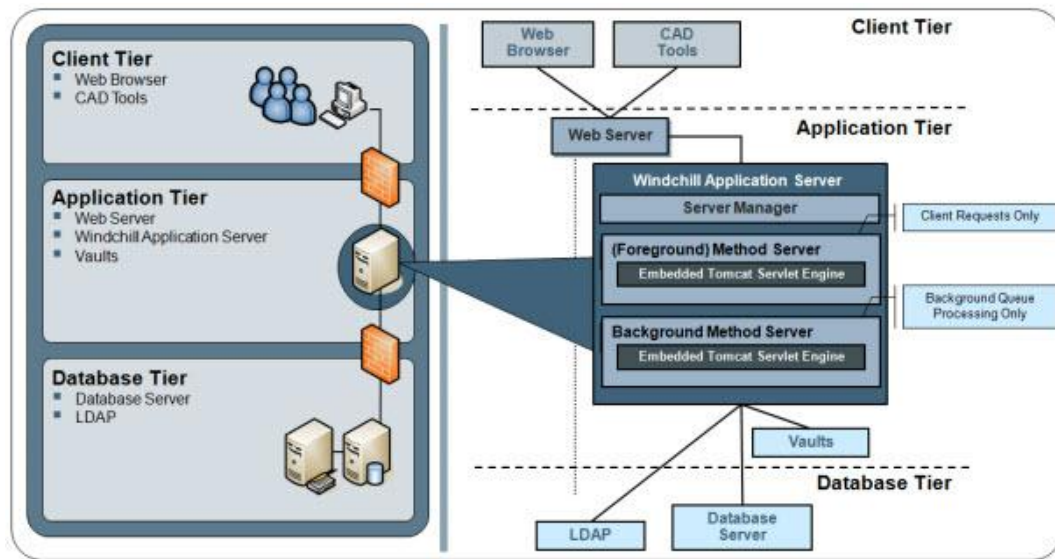 Client Tier
▪ Web Browser
▪ CAD Tools
Application Tier
▪ Web Server
▪ Windchill Application Server
▪ Vaults
Database Tier
▪ Database Server
▪ LDAP
Web
Browser
CAD
Tools
Client Tier
Web Server
Application Tier
Windchill Application Server
Server Manager
Client Requests Only
(Foreground) Method Server
Embedded Tomcat Servlet Engine
Background Queue
Processing Only
Background Method Server
Embedded Tomcat Servlet Engine
Vaults
Database Tier
LDAP
Database
Server